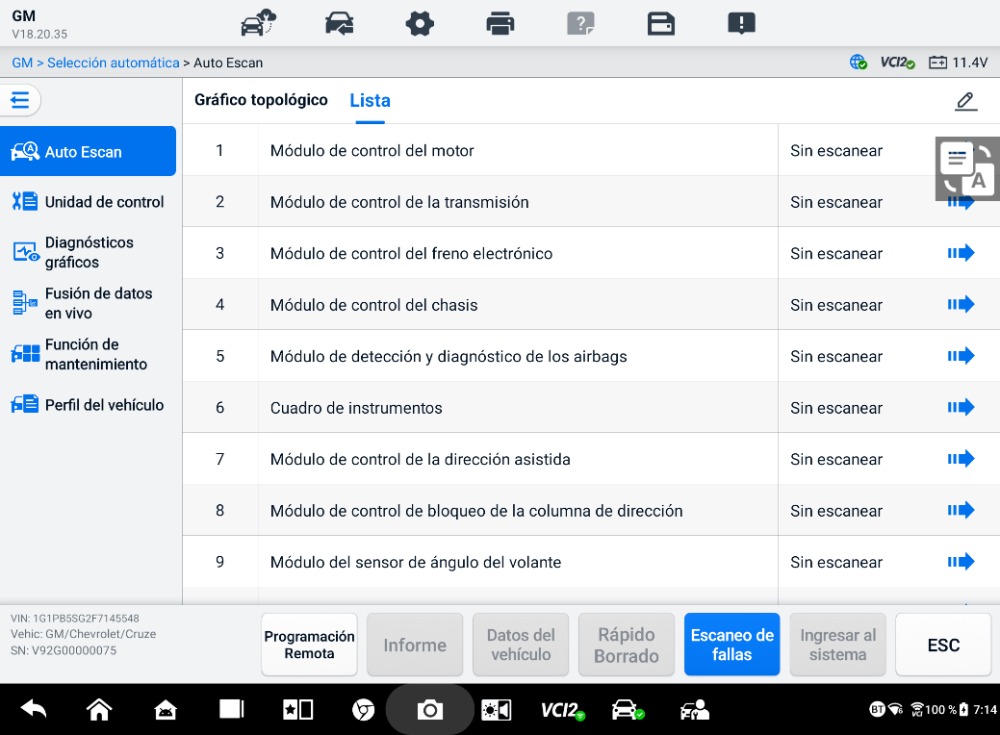 GM
V18.20.35
GM > Selección automática > Auto Escan
VCI2
11.4V
Gráfico topológico
Lista
Auto Escan
Unidad de control
Diagnósticos
gráficos
Fusión de datos
en vivo
Función de
mantenimiento
Perfil del vehículo
1 Módulo de control del motor Sin escanear
2 Módulo de control de la transmisión Sin escanear
3 Módulo de control del freno electrónico Sin escanear
4 Módulo de control del chasis Sin escanear
5 Módulo de detección y diagnóstico de los airbags Sin escanear
6 Cuadro de instrumentos Sin escanear
7 Módulo de control de la dirección asistida Sin escanear
8 Módulo de control de bloqueo de la columna de dirección Sin escanear
9 Módulo del sensor de ángulo del volante Sin escanear
A
VIN: 1G1PB5SG2F7145548
Vehic: GM/Chevrolet/Cruze
SN: V92G00000075
Programación
Remota
Informe
Datos del
vehículo
Rápido
Borrado
Escaneo de
fallas
Ingresar al
sistema
ESC
VCI2
BT
100 %
7:14